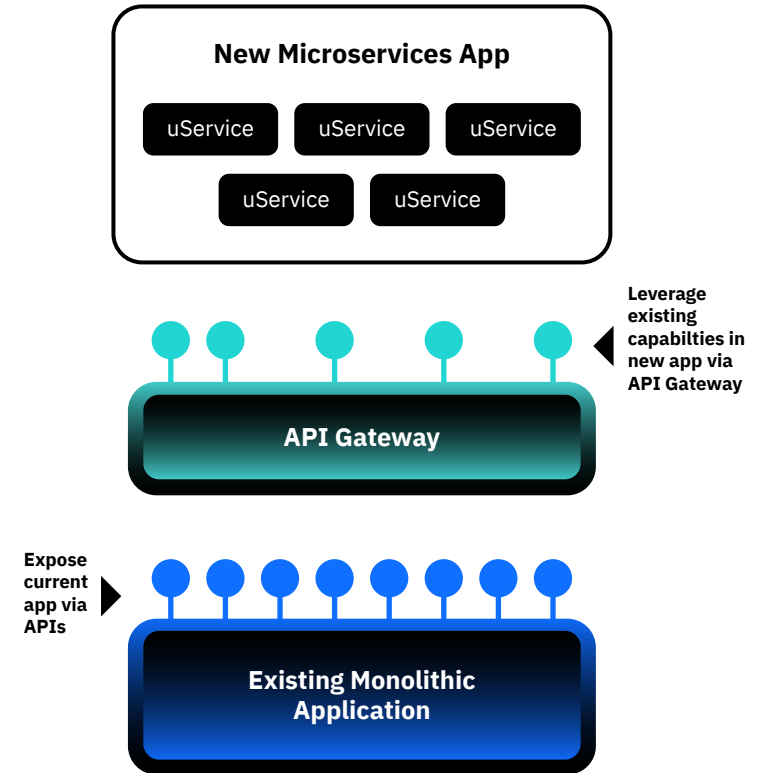 New Microservices App
uService
uService
uService
uService
uService
Leverage
existing
capabilties in
new app via
API Gateway
API Gateway
Expose
current
app via
APIs
Existing Monolithic
Application